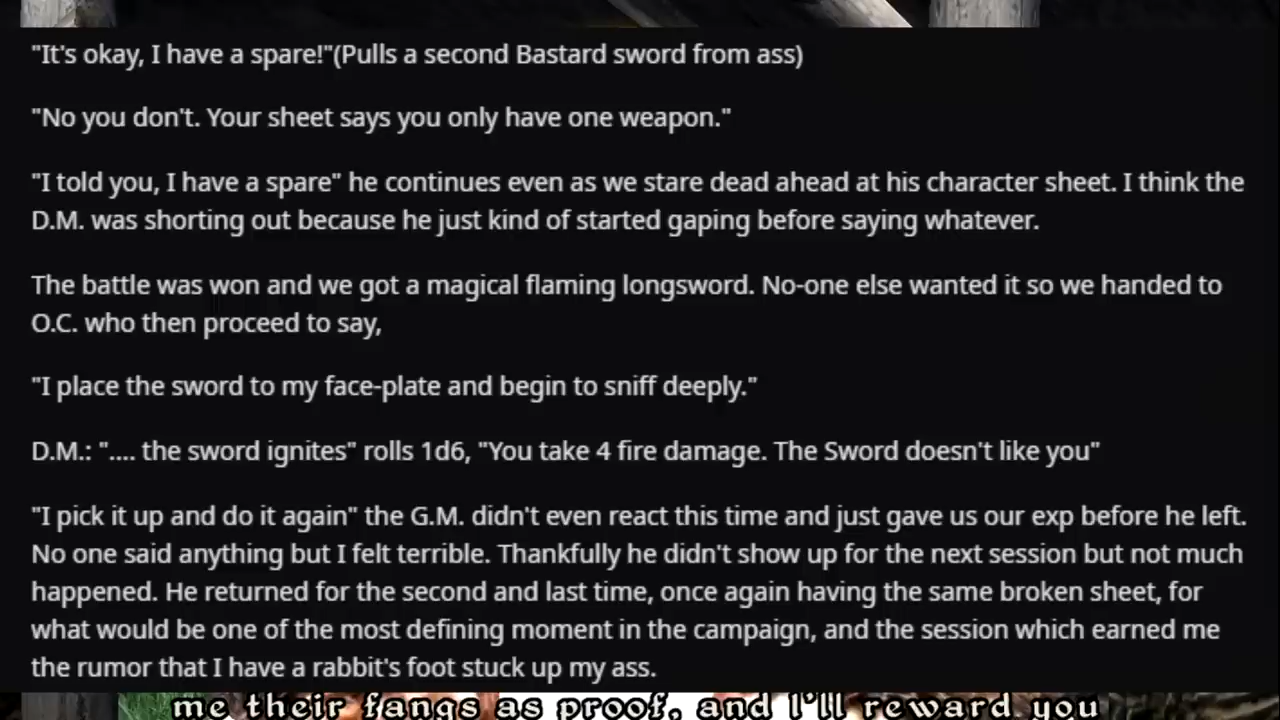 "It's okay, I have a spare!"(Pulls a second Bastard sword from ass)
"No you don't. Your sheet says you only have one weapon."
"I told you, I have a spare" he continues even as we stare dead ahead at his character sheet. I think the
D.M. was shorting out because he just kind of started gaping before saying whatever.
The battle was won and we got a magical flaming longsword. No-one else wanted it so we handed to
O.C. who then proceed to say,
"I place the sword to my face-plate and begin to sniff deeply."
D.M.: ".... the sword ignites" rolls 1d6, "You take 4 fire damage. The Sword doesn't like you"
"I pick it up and do it again" the G.M. didn't even react this time and just gave us our exp before he left.
No one said anything but I felt terrible. Thankfully he didn't show up for the next session but not much
happened. He returned for the second and last time, once again having the same broken sheet, for
what would be one of the most defining moment in the campaign, and the session which earned me
the rumor that I have a rabbit's foot stuck up my ass.
me their fangs as proof, and I'll reward you